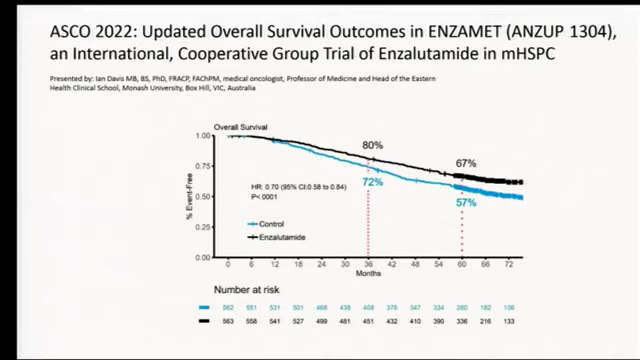 ASCO 2022: Updated Overall Survival Outcomes in ENZAMET (ANZUP 1304),
an International, Cooperative Group Trial of Enzalutamide in mHSPC
Presented by: Ian Davis MB, BS, PhD, FRACP, FAChPM, medical oncologist, Professor of Medicine and Head of the Eastern
Health Clinical School, Monash University, Box Hill, VIC, Australia
Overall Survival
% Event-Free
1.00
0.75
0.50
0.25
0.00
80%
72%
67%
57%
HR: 0.70 (95% CI:0.58 to 0.84)
P<.0001
Control
Enzalutamide
0 6 12 18 24 30 36 42 48 54 60 66 72
Months
Number at risk
562 551 531 501 468 438 408 376 347 334 260 182 106
563 558 541 527 499 481 451 432 410 390 336 216 133